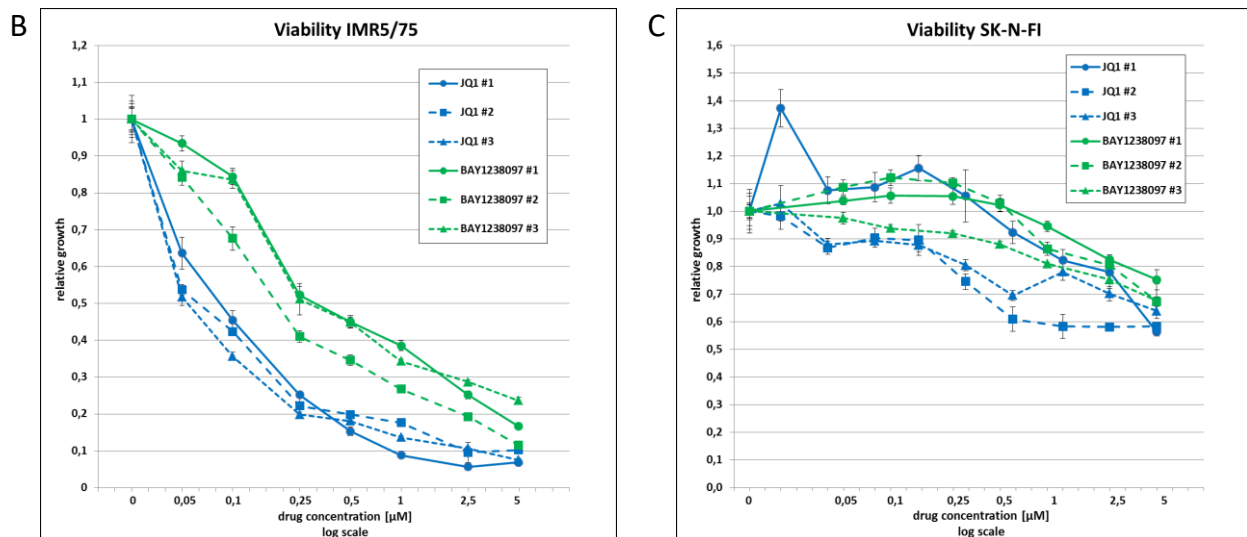 B
Viability IMR5/75
1,2
1,1
1
0,9
0,8
0,7
0,6
0,5
0,4
0,3
0,2
0,1
0
relative growth
JQ1 #1
JQ1 #2
JQ1 #3
BAY1238097 #1
BAY1238097 #2
BAY1238097 #3
0 0,05 0,1 0,25 0,5 1 2,5 5
drug concentration [µM]
log scale
C
Viability SK-N-FI
1,6
1,5
1,4
1,3
1,2
1,1
1,0
0,9
0,8
0,7
0,6
0,5
0,4
0,3
0,2
0,1
0,0
relative growth
JQ1 #1
JQ1 #2
JQ1 #3
BAY1238097 #1
BAY1238097 #2
BAY1238097 #3
0 0,05 0,1 0,25 0,5 1 2,5 5
drug concentration [µM]
log scale